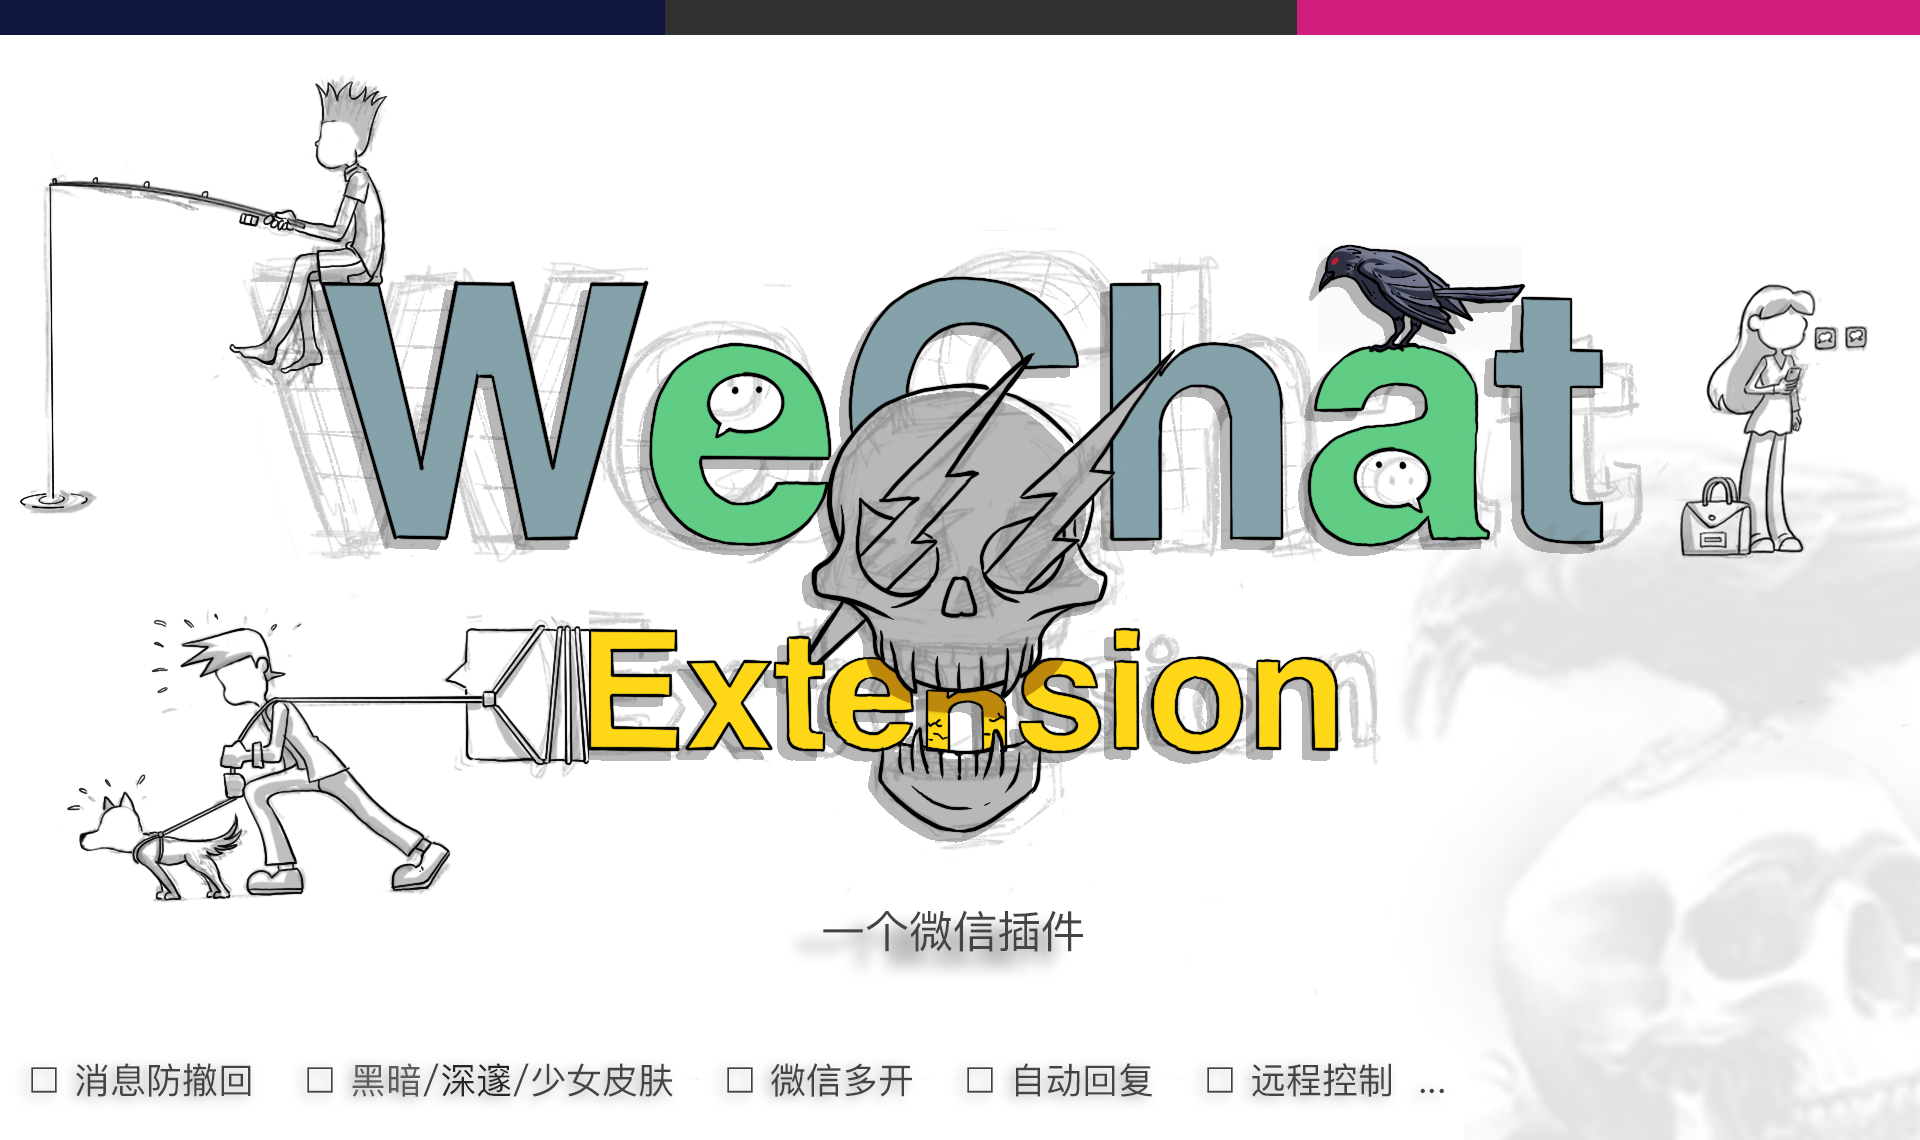 WeChat
Extension
一个微信插件
□ 消息防撤回 □ 黑暗/深邃/少女皮肤 □ 微信多开 □ 自动回复 □ 远程控制 ...